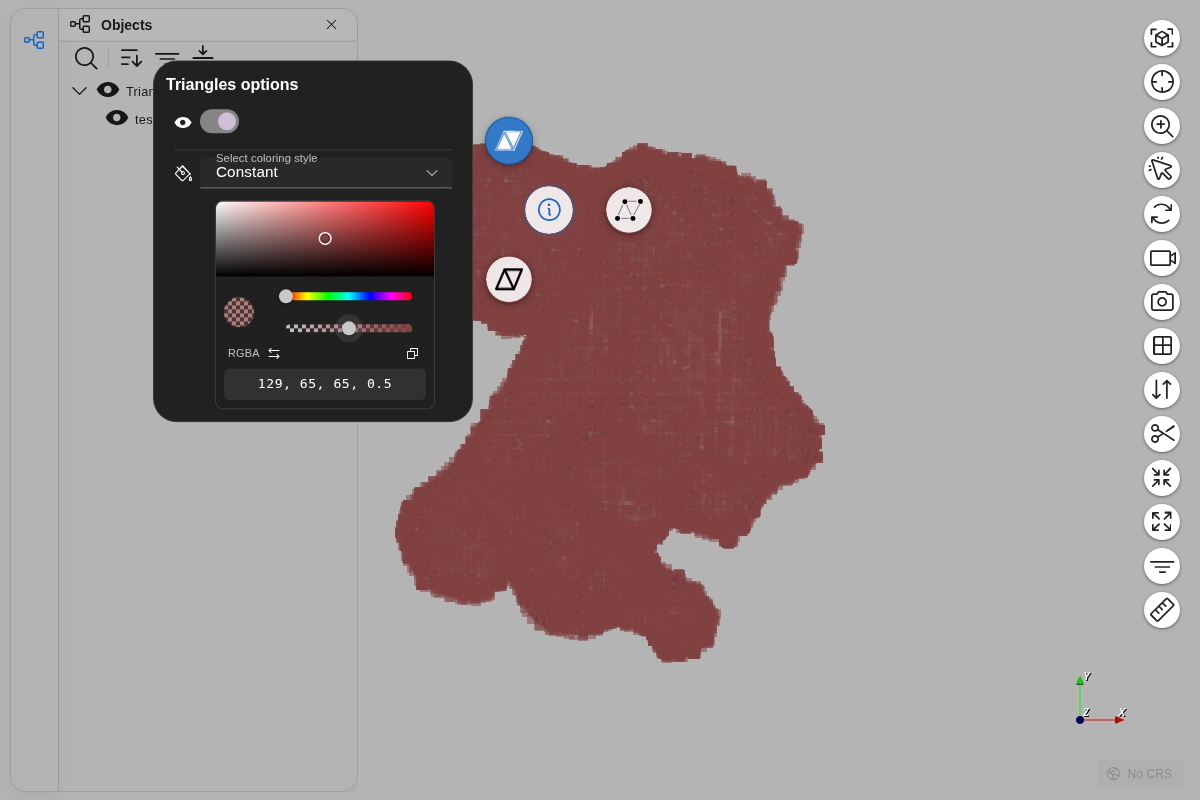 Objects
Trian
tes
Triangles options
Select coloring style
Constant
RGBA
129, 65, 65, 0.5
Y
Z
X
No CRS